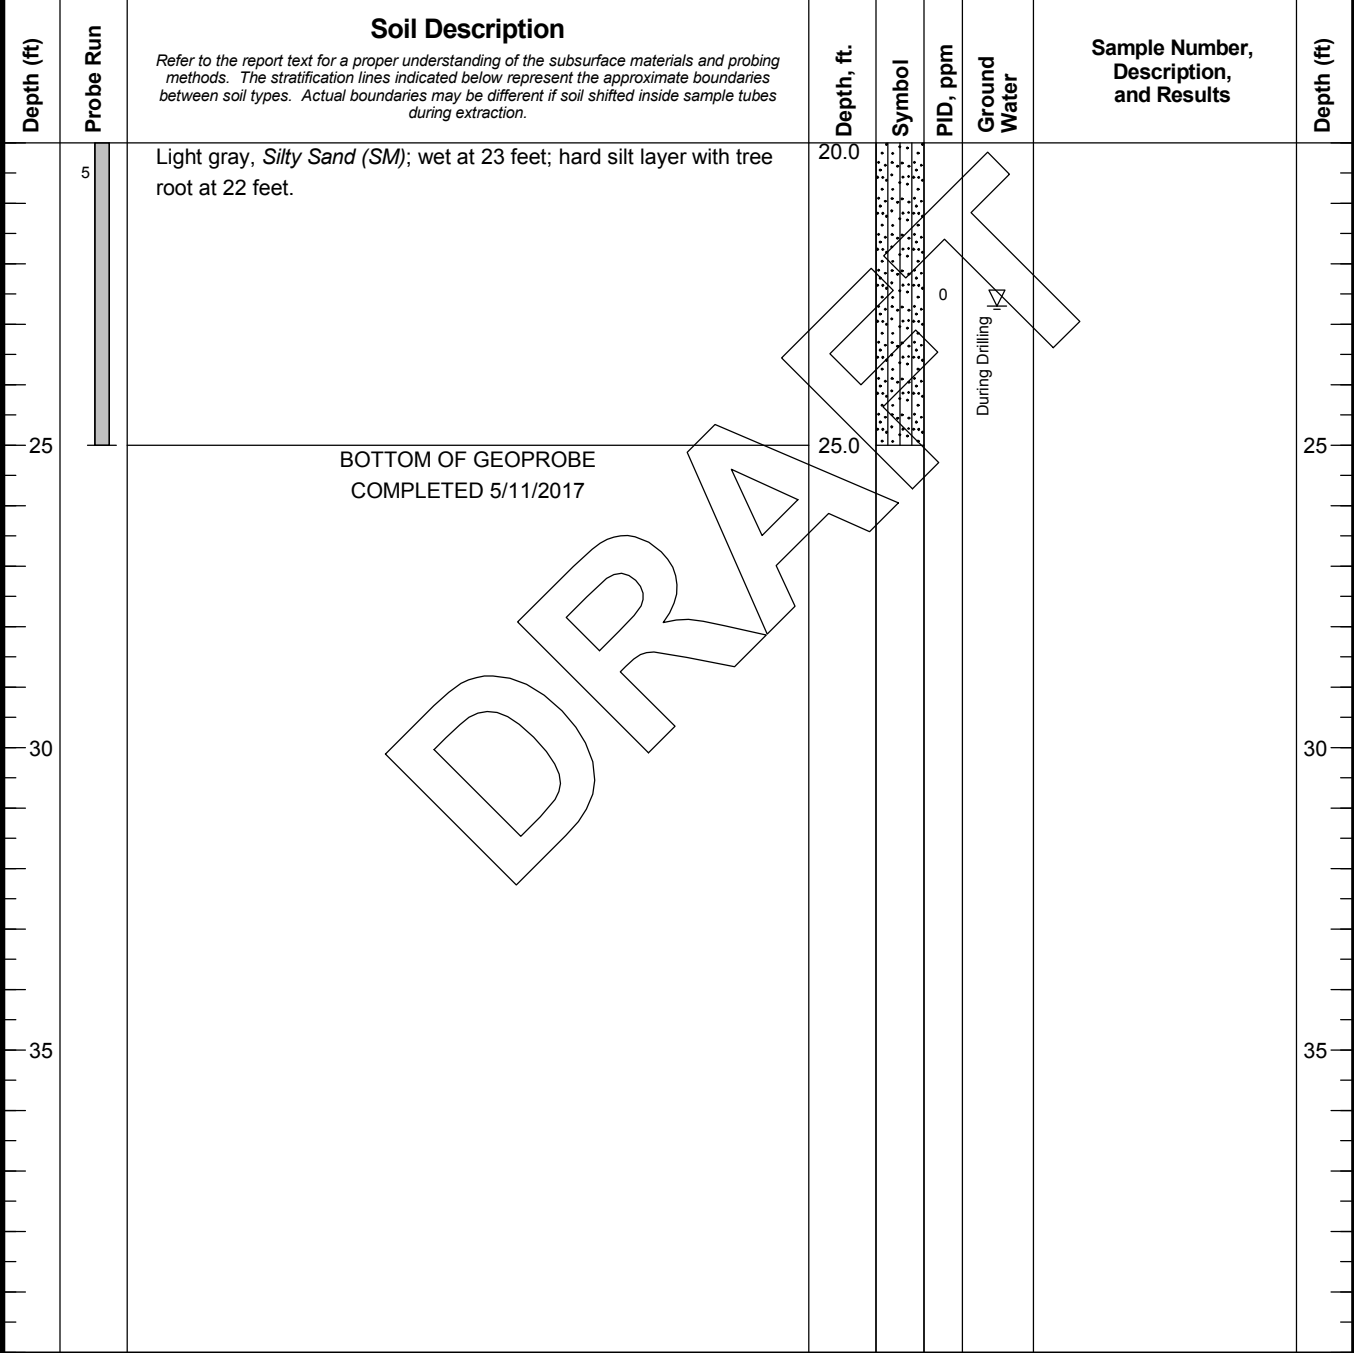 Depth (ft)
Probe Run
Soil Description
Refer to the report text for a proper understanding of the subsurface materials and probing
methods. The stratification lines indicated below represent the approximate boundaries
between soil types. Actual boundaries may be different if soil shifted inside sample tubes
during extraction.
Depth, ft.
Symbol
PID, ppm
Ground
Water
Sample Number,
Description,
and Results
Depth (ft)
5
Light gray, Silty Sand (SM); wet at 23 feet; hard silt layer with tree
root at 22 feet.
20.0
0
During Drilling
25
BOTTOM OF GEOPROBE
COMPLETED 5/11/2017
25.0
25
DRAFT
30
30
35
35